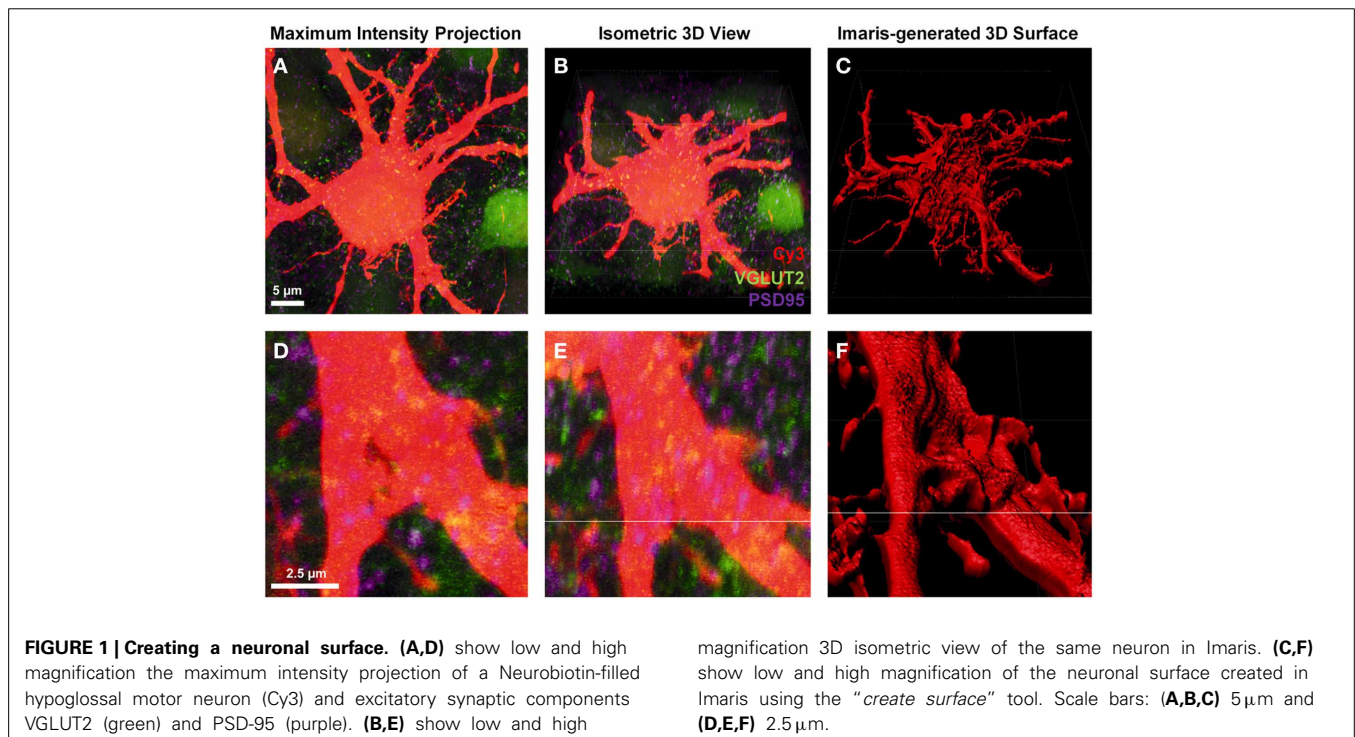 Maximum Intensity Projection
Isometric 3D View
Imaris-generated 3D Surface
A
B
C
Cy3
VGLUT2
PSD95
5 µm
D
E
F
2.5 µm
FIGURE 1 | Creating a neuronal surface. (A,D) show low and high
magnification the maximum intensity projection of a Neurobiotin-filled
hypoglossal motor neuron (Cy3) and excitatory synaptic components
VGLUT2 (green) and PSD-95 (purple). (B,E) show low and high
magnification 3D isometric view of the same neuron in Imaris. (C,F)
show low and high magnification of the neuronal surface created in
Imaris using the “create surface” tool. Scale bars: (A,B,C) 5 µm and
(D,E,F) 2.5 µm.